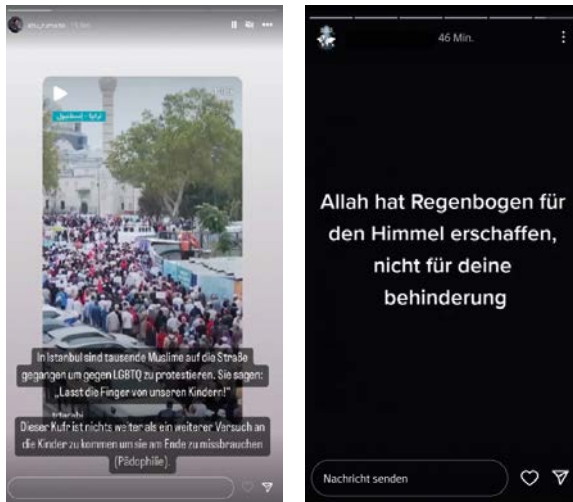 تركيا - إسطنبول
In Istanbul sind tausende Muslime auf die Straße
gegangen um gegen LGBTQ zu protestieren. Sie sagen:
„Lasst die Finger von unseren Kindern!"
trtarabi
Dieser Kufr ist nichts weiter als ein weiterer Versuch an
die Kinder zu kommen um sie am Ende zu missbrauchen
(Pädophilie).
46 Min.
Allah hat Regenbogen für
den Himmel erschaffen,
nicht für deine
behinderung
Nachricht senden